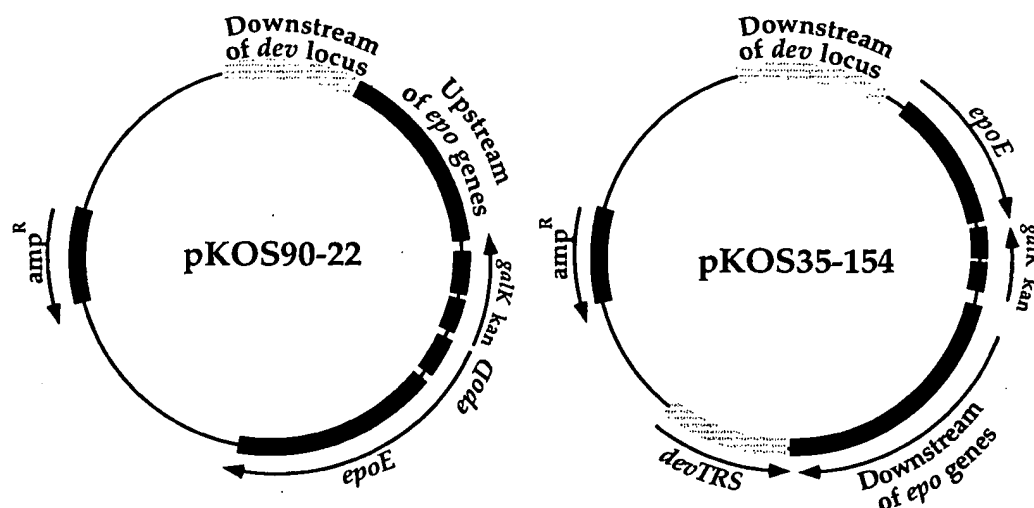 Downstream
of dev locus
Upstream
of epo genes
amp^R
pKOS90-22
galK kan
epoD
epoE
Downstream
of dev locus
epoE
amp^R
pKOS35-154
galK kan
devTRS
Downstream
of epo genes